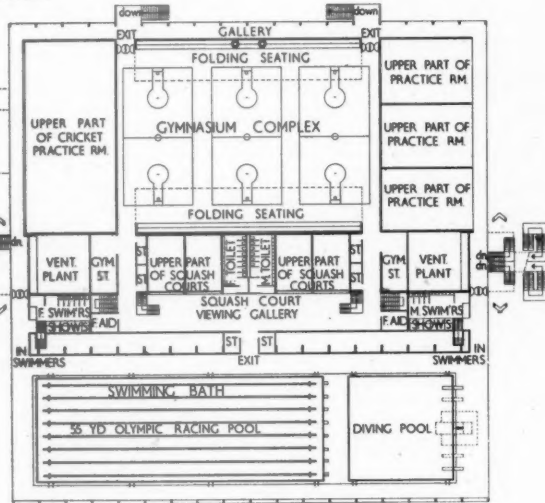 down
down
EXIT
GALLERY
EXIT
FOLDING SEATING
UPPER PART
OF CRICKET
PRACTICE RM.
GYMNASIUM COMPLEX
UPPER PART OF
PRACTICE RM.
UPPER PART OF
PRACTICE RM.
UPPER PART OF
PRACTICE RM.
FOLDING SEATING
dn.
VENT.
PLANT
GYM.
ST.
ST
ST
UPPER PART
OF SQUASH
COURTS
F. TOILET
M. TOILET
UPPER PART
OF SQUASH
COURTS
ST
ST
GYM.
ST.
VENT.
PLANT
SQUASH COURT
VIEWING GALLERY
F. SWIM'RS
SHOW'S
F. AID
F. AID
M. SWIM'RS
SHOW'S
IN
SWIMMERS
ST
ST
EXIT
IN
SWIMMERS
SWIMMING BATH
55 YD OLYMPIC RACING POOL
DIVING POOL